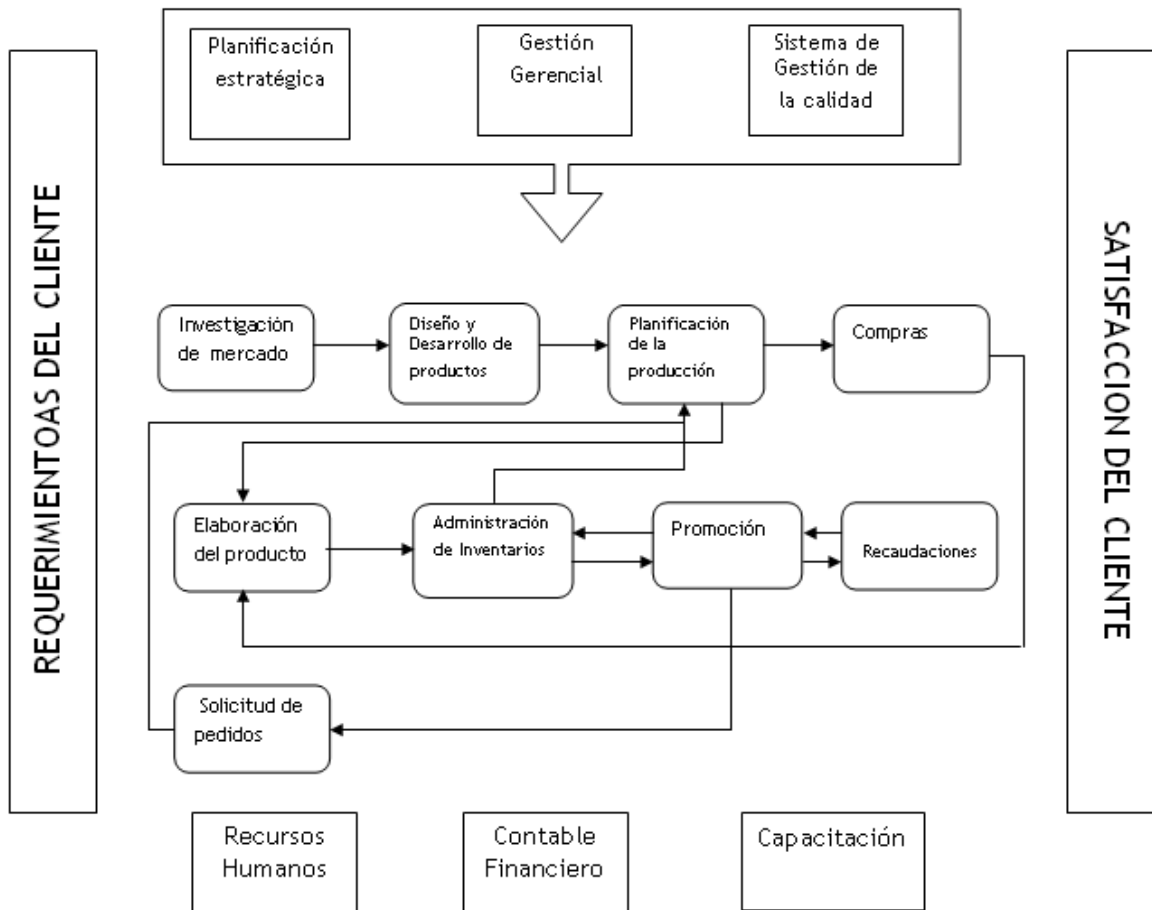 Planificación
estratégica
Gestión
Gerencial
Sistema de
Gestión de
la calidad
REQUERIMIENTOAS DEL CLIENTE
SATISFACCION DEL CLIENTE
Investigación
de mercado
Diseño y
Desarrollo de
productos
Planificación
de la
producción
Compras
Elaboración
del producto
Administración
de Inventarios
Promoción
Recaudaciones
Solicitud de
pedidos
Recursos
Humanos
Contable
Financiero
Capacitación